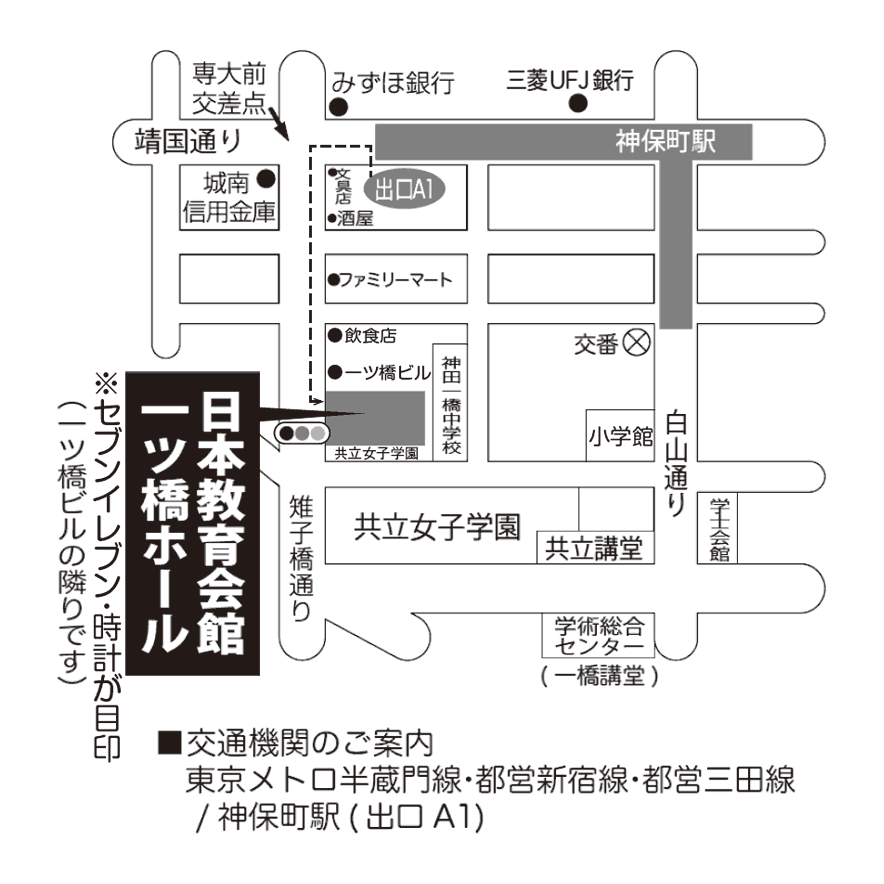 専大前
交差点
みずほ銀行
三菱UFJ銀行
靖国通り
神保町駅
城南
信用金庫
文具店
出口A1
酒屋
ファミリーマート
飲食店
交番
一ツ橋ビル
神田一橋中学校
日本教育会館
一ツ橋ホール
※セブンイレブン・時計が目印
(一ツ橋ビルの隣りです)
共立女子学園
小学館
白山通り
雉子橋通り
共立女子学園
共立講堂
学士会館
学術総合
センター
(一橋講堂)
■交通機関のご案内
東京メトロ半蔵門線・都営新宿線・都営三田線
/神保町駅(出口A1)